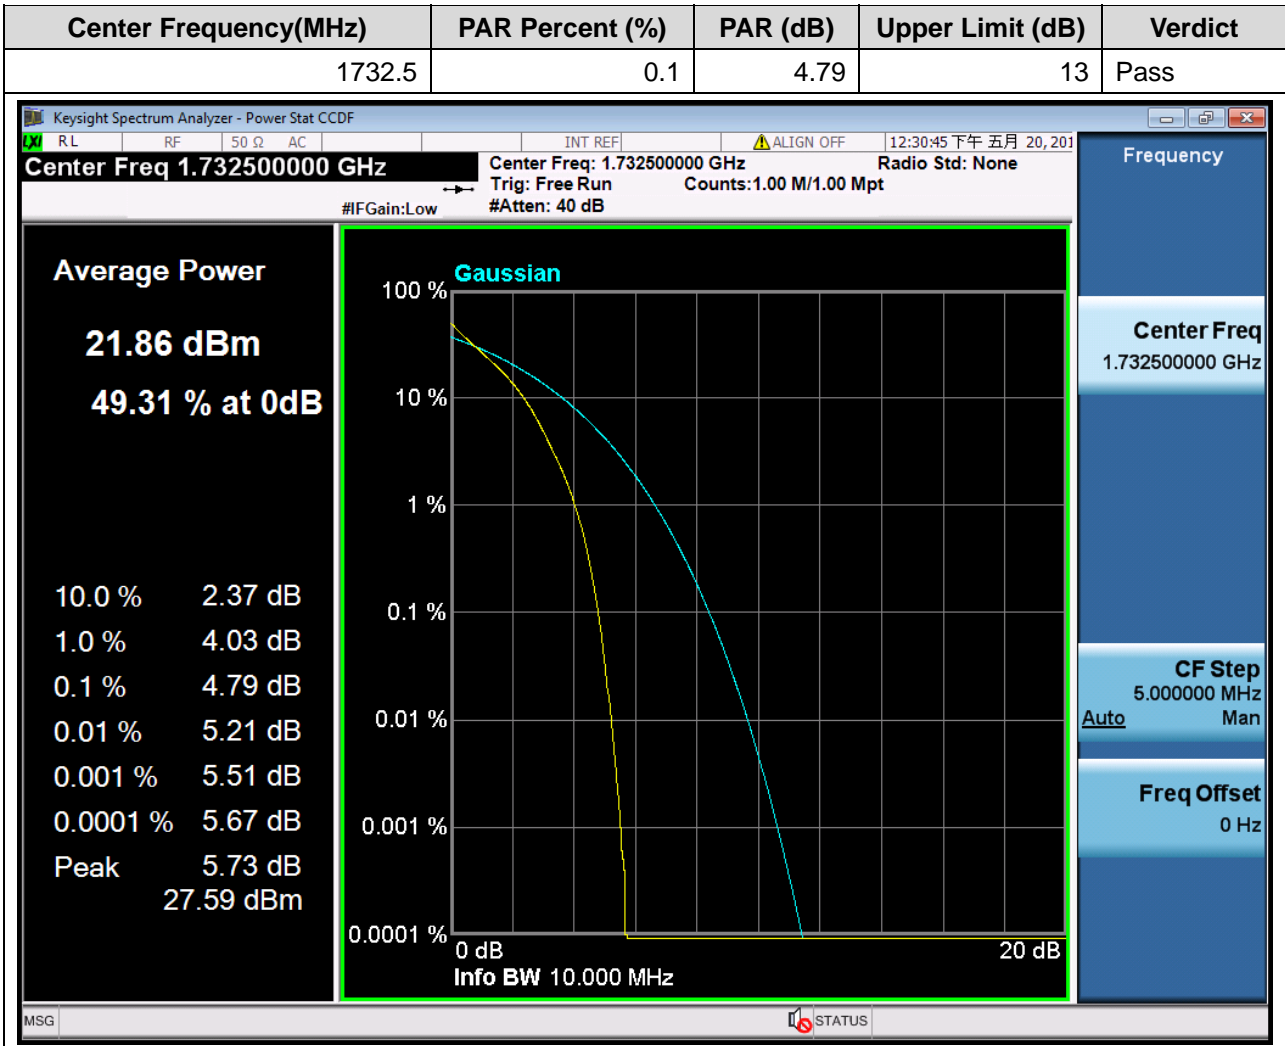 Center Frequency(MHz) PAR Percent (%) PAR (dB) Upper Limit (dB) Verdict
1732.5 0.1 4.79 13 Pass
Keysight Spectrum Analyzer - Power Stat CCDF
LXI RL RF 50 Ω AC INT REF ALIGN OFF 12:30:45 下午 五月 20, 201
Center Freq 1.732500000 GHz
Center Freq: 1.732500000 GHz Radio Std: None
Trig: Free Run Counts:1.00 M/1.00 Mpt
#IFGain:Low #Atten: 40 dB
Average Power
21.86 dBm
49.31 % at 0dB
10.0 % 2.37 dB
1.0 % 4.03 dB
0.1 % 4.79 dB
0.01 % 5.21 dB
0.001 % 5.51 dB
0.0001 % 5.67 dB
Peak 5.73 dB
27.59 dBm
Gaussian
100 %
10 %
1 %
0.1 %
0.01 %
0.001 %
0.0001 %
0 dB 20 dB
Info BW 10.000 MHz
Frequency
Center Freq
1.732500000 GHz
CF Step
5.000000 MHz
Auto Man
Freq Offset
0 Hz
MSG STATUS